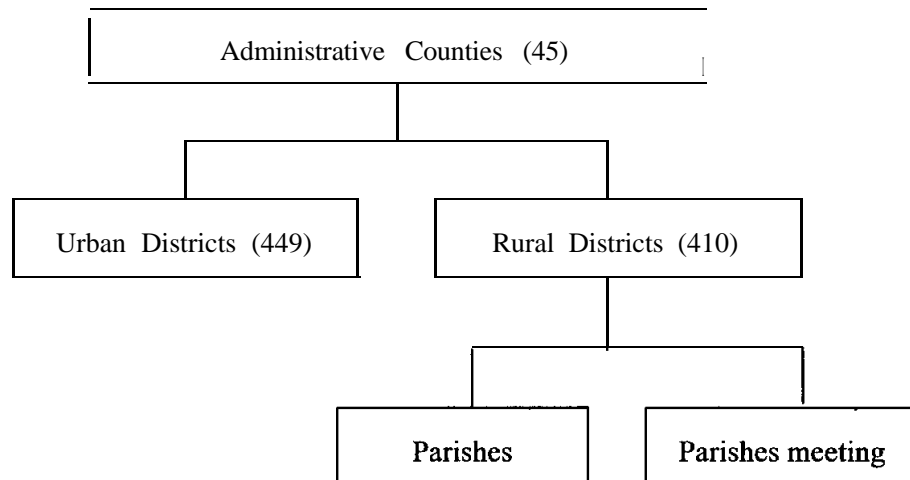 Administrative Counties (45)
Urban Districts (449)
Rural Districts (410)
Parishes
Parishes meeting